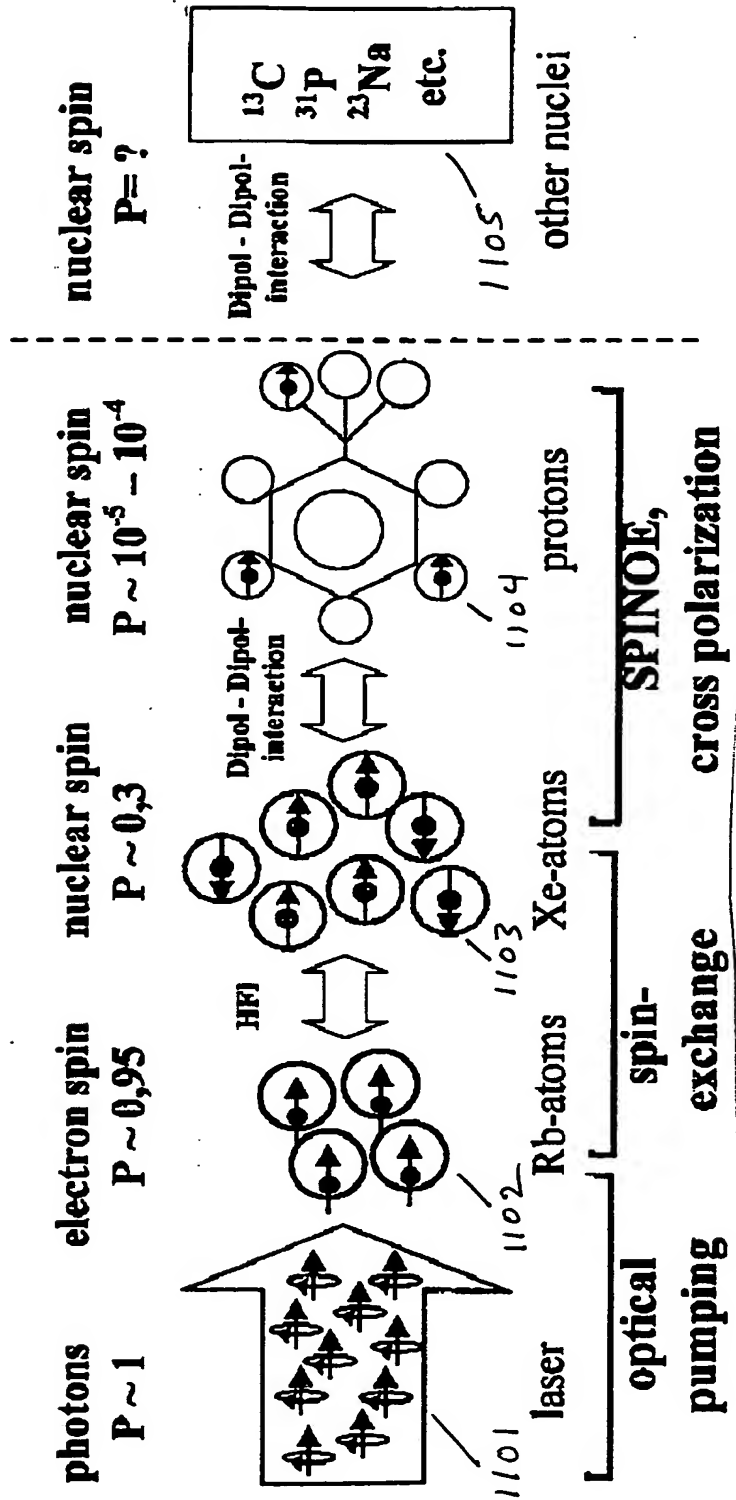 photons
P ~ 1
electron spin
P ~ 0,95
nuclear spin
P ~ 0,3
nuclear spin
P ~ 10⁻⁵ – 10⁻⁴
nuclear spin
P= ?
HFI
Dipol - Dipol-
interaction
Dipol - Dipol-
interaction
¹³C
³¹P
²³Na
etc.
1101
1102
1103
1104
1105
laser
Rb-atoms
Xe-atoms
protons
other nuclei
optical
pumping
spin-
exchange
SPINOE,
cross polarization